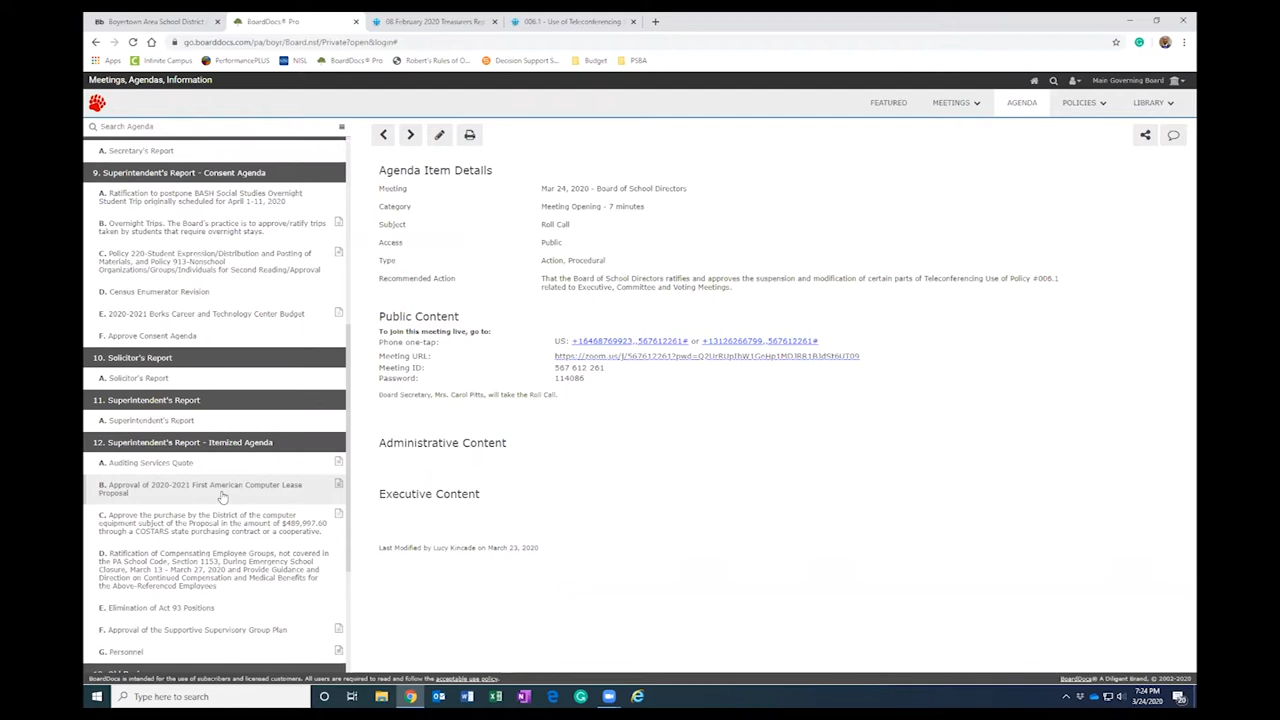 Boyertown Area School District
BoardDocs® Pro
08 February 2020 Treasurers Rep
006.1 - Use of Teleconferencing
go.boarddocs.com/pa/boyr/Board.nsf/Private?open&login#
Apps
Infinite Campus
PerformancePLUS
NISL
BoardDocs® Pro
Robert's Rules of O...
Decision Support S...
Budget
PSBA
Meetings, Agendas, Information
Main Governing Board
FEATURED
MEETINGS
AGENDA
POLICIES
LIBRARY
Search Agenda
A. Secretary's Report
9. Superintendent's Report - Consent Agenda
A. Ratification to postpone BASH Social Studies Overnight
Student Trip originally scheduled for April 1-11, 2020
B. Overnight Trips. The Board's practice is to approve/ratify trips
taken by students that require overnight stays.
C. Policy 220-Student Expression/Distribution and Posting of
Materials, and Policy 913-Nonschool
Organizations/Groups/Individuals for Second Reading/Approval
D. Census Enumerator Revision
E. 2020-2021 Berks Career and Technology Center Budget
F. Approve Consent Agenda
10. Solicitor's Report
A. Solicitor's Report
11. Superintendent's Report
A. Superintendent's Report
12. Superintendent's Report - Itemized Agenda
A. Auditing Services Quote
B. Approval of 2020-2021 First American Computer Lease
Proposal
C. Approve the purchase by the District of the computer
equipment subject of the Proposal in the amount of $489,997.60
through a COSTARS state purchasing contract or a cooperative.
D. Ratification of Compensating Employee Groups, not covered in
the PA School Code, Section 1153, During Emergency School
Closure, March 13 - March 27, 2020 and Provide Guidance and
Direction on Continued Compensation and Medical Benefits for
the Above-Referenced Employees
E. Elimination of Act 93 Positions
F. Approval of the Supportive Supervisory Group Plan
G. Personnel
Agenda Item Details
Meeting Mar 24, 2020 - Board of School Directors
Category Meeting Opening - 7 minutes
Subject Roll Call
Access Public
Type Action, Procedural
Recommended Action That the Board of School Directors ratifies and approves the suspension and modification of certain parts of Teleconferencing Use of Policy #006.1
related to Executive, Committee and Voting Meetings.
Public Content
To join this meeting live, go to:
Phone one-tap: US: +16468769923,,567612261# or +13126266799,,567612261#
Meeting URL:
Meeting ID: 567 612 261
Password: 114086
Board Secretary, Mrs. Carol Pitts, will take the Roll Call.
Administrative Content
Executive Content
Last Modified by Lucy Kincade on March 23, 2020
BoardDocs is intended for the use of subscribers and licensed customers. All users are required to read and follow the acceptable use policy.
BoardDocs® A Diligent Brand, © 2002-2020
Type here to search
7:24 PM
3/24/2020